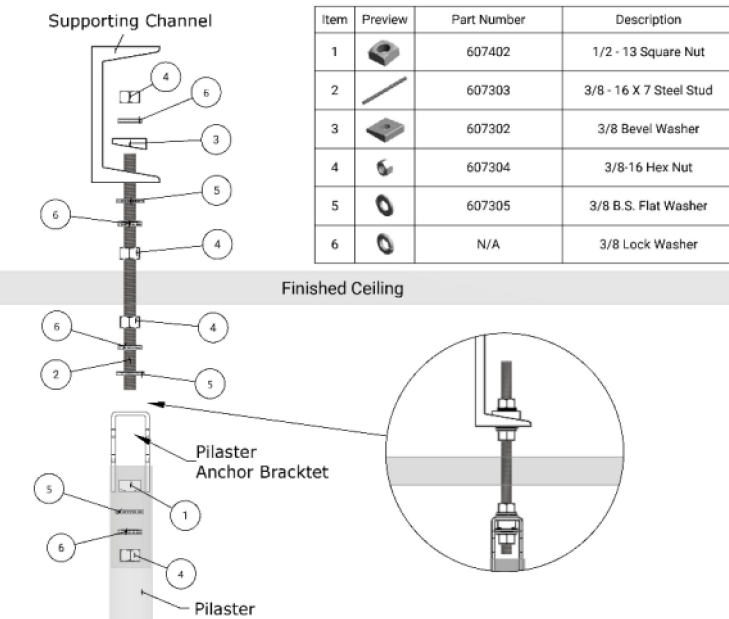 Supporting Channel
Item Preview Part Number Description
1 607402 1/2 - 13 Square Nut
2 607303 3/8 - 16 X 7 Steel Stud
3 607302 3/8 Bevel Washer
4 607304 3/8-16 Hex Nut
5 607305 3/8 B.S. Flat Washer
6 N/A 3/8 Lock Washer
4
6
3
5
6
4
Finished Ceiling
4
6
2
5
Pilaster
Anchor Bracktet
5
1
6
4
Pilaster